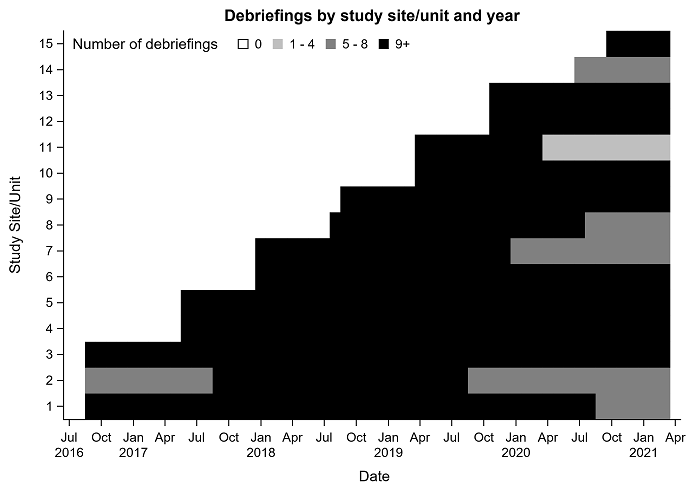 Debriefings by study site/unit and year
Number of debriefings 0 1 - 4 5 - 8 9+
15
14
13
12
11
10
9
8
7
6
5
4
3
2
1
Study Site/Unit
Jul Oct Jan Apr Jul Oct Jan Apr Jul Oct Jan Apr Jul Oct Jan Apr Jul Oct Jan Apr
2016 2017 2018 2019 2020 2021
Date